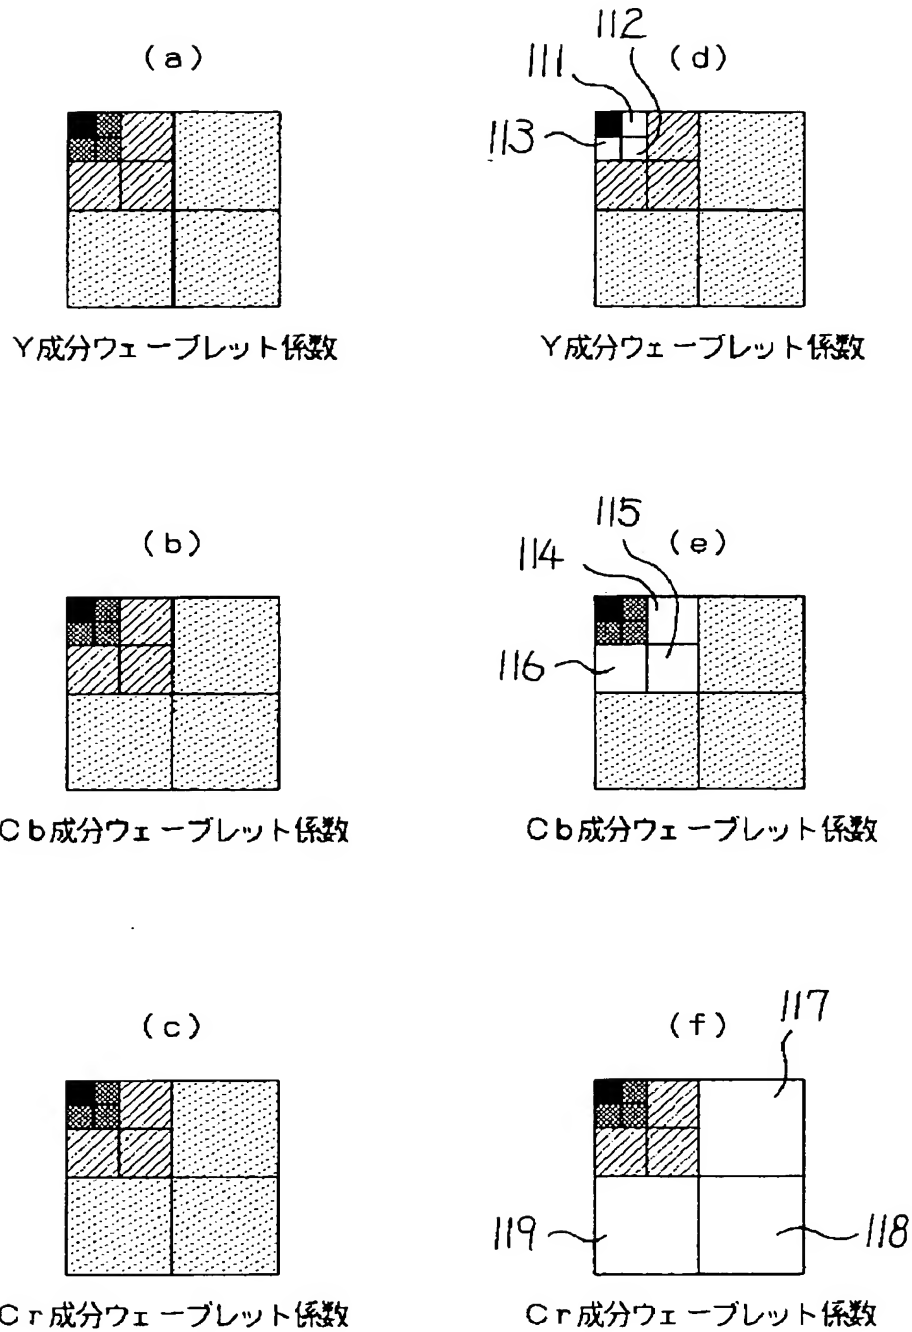 (a)
Y成分ウェーブレット係数
(b)
Cb成分ウェーブレット係数
(c)
Cr成分ウェーブレット係数
(d)
111
112
113
Y成分ウェーブレット係数
(e)
114
115
116
Cb成分ウェーブレット係数
(f)
117
118
119
Cr成分ウェーブレット係数